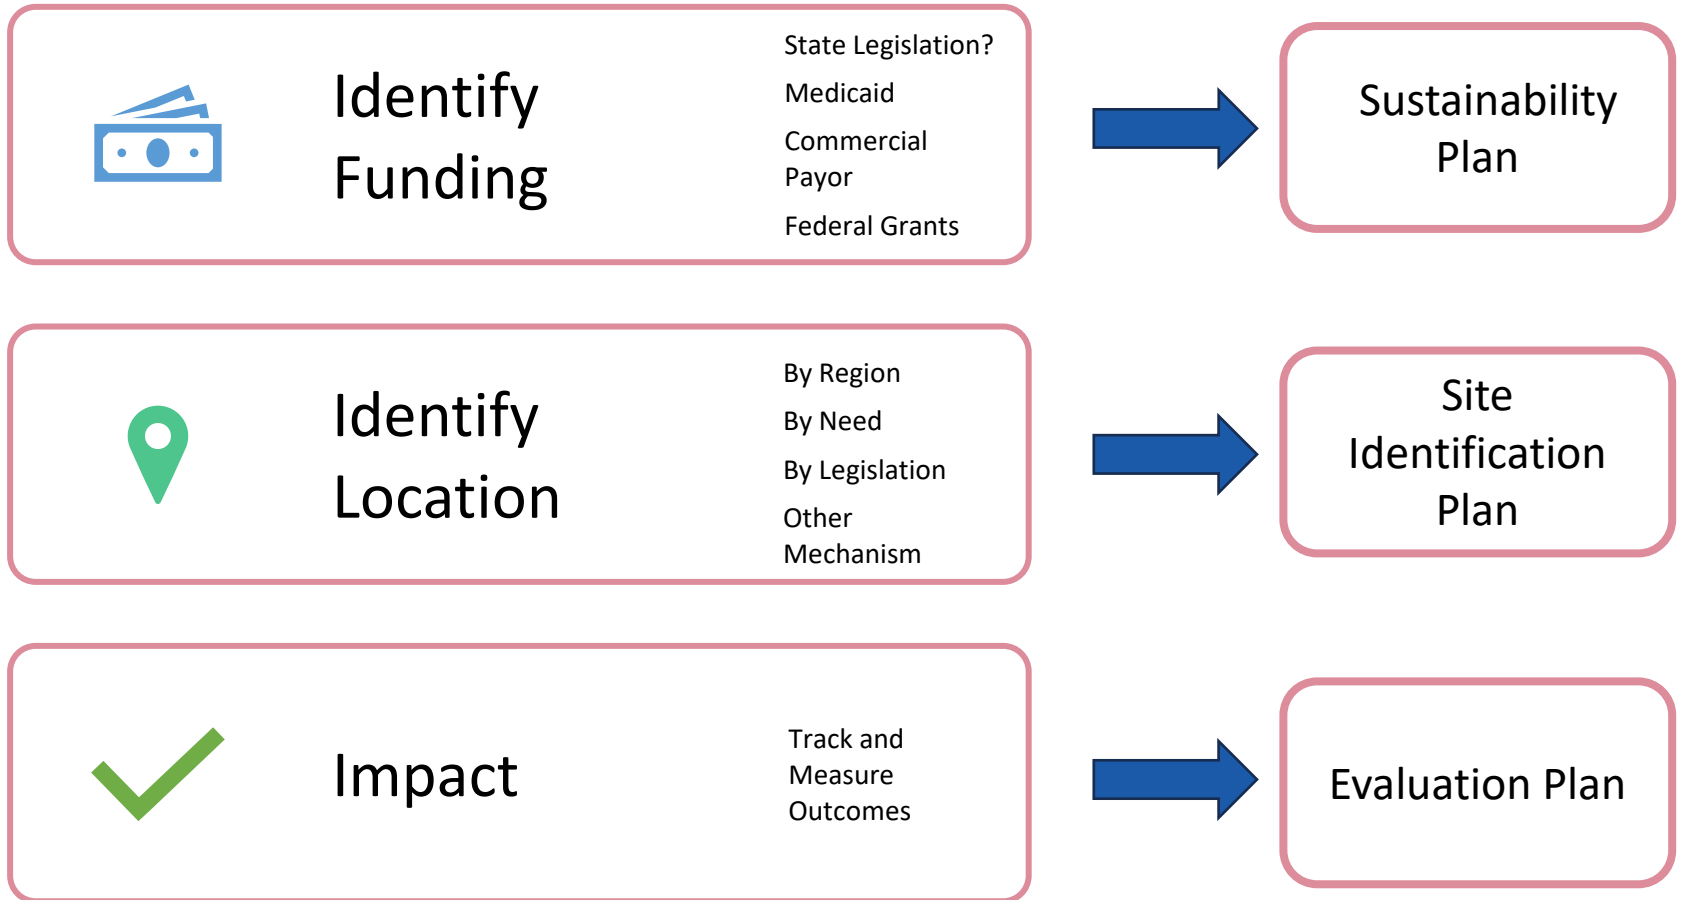 Identify
Funding
State Legislation?
Medicaid
Commercial
Payor
Federal Grants
Sustainability
Plan
Identify
Location
By Region
By Need
By Legislation
Other
Mechanism
Site
Identification
Plan
Impact
Track and
Measure
Outcomes
Evaluation Plan